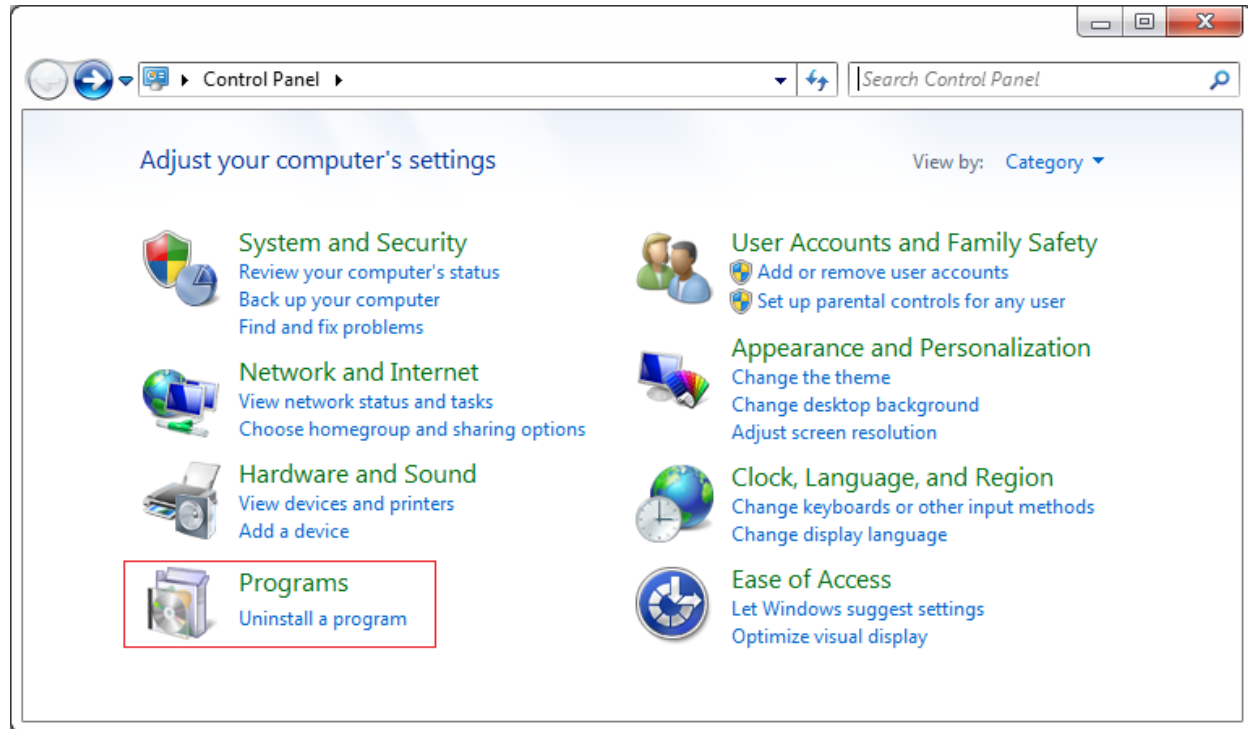 Control Panel
Search Control Panel
Adjust your computer's settings
View by: Category
System and Security
Review your computer's status
Back up your computer
Find and fix problems
Network and Internet
View network status and tasks
Choose homegroup and sharing options
Hardware and Sound
View devices and printers
Add a device
Programs
Uninstall a program
User Accounts and Family Safety
Add or remove user accounts
Set up parental controls for any user
Appearance and Personalization
Change the theme
Change desktop background
Adjust screen resolution
Clock, Language, and Region
Change keyboards or other input methods
Change display language
Ease of Access
Let Windows suggest settings
Optimize visual display